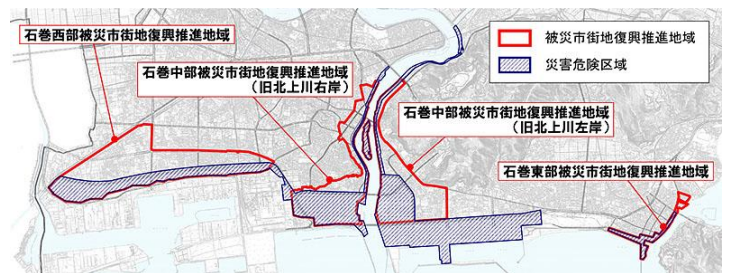 石巻西部被災市街地復興推進地域
石巻中部被災市街地復興推進地域
（旧北上川右岸）
被災市街地復興推進地域
災害危険区域
石巻中部被災市街地復興推進地域
（旧北上川左岸）
石巻東部被災市街地復興推進地域